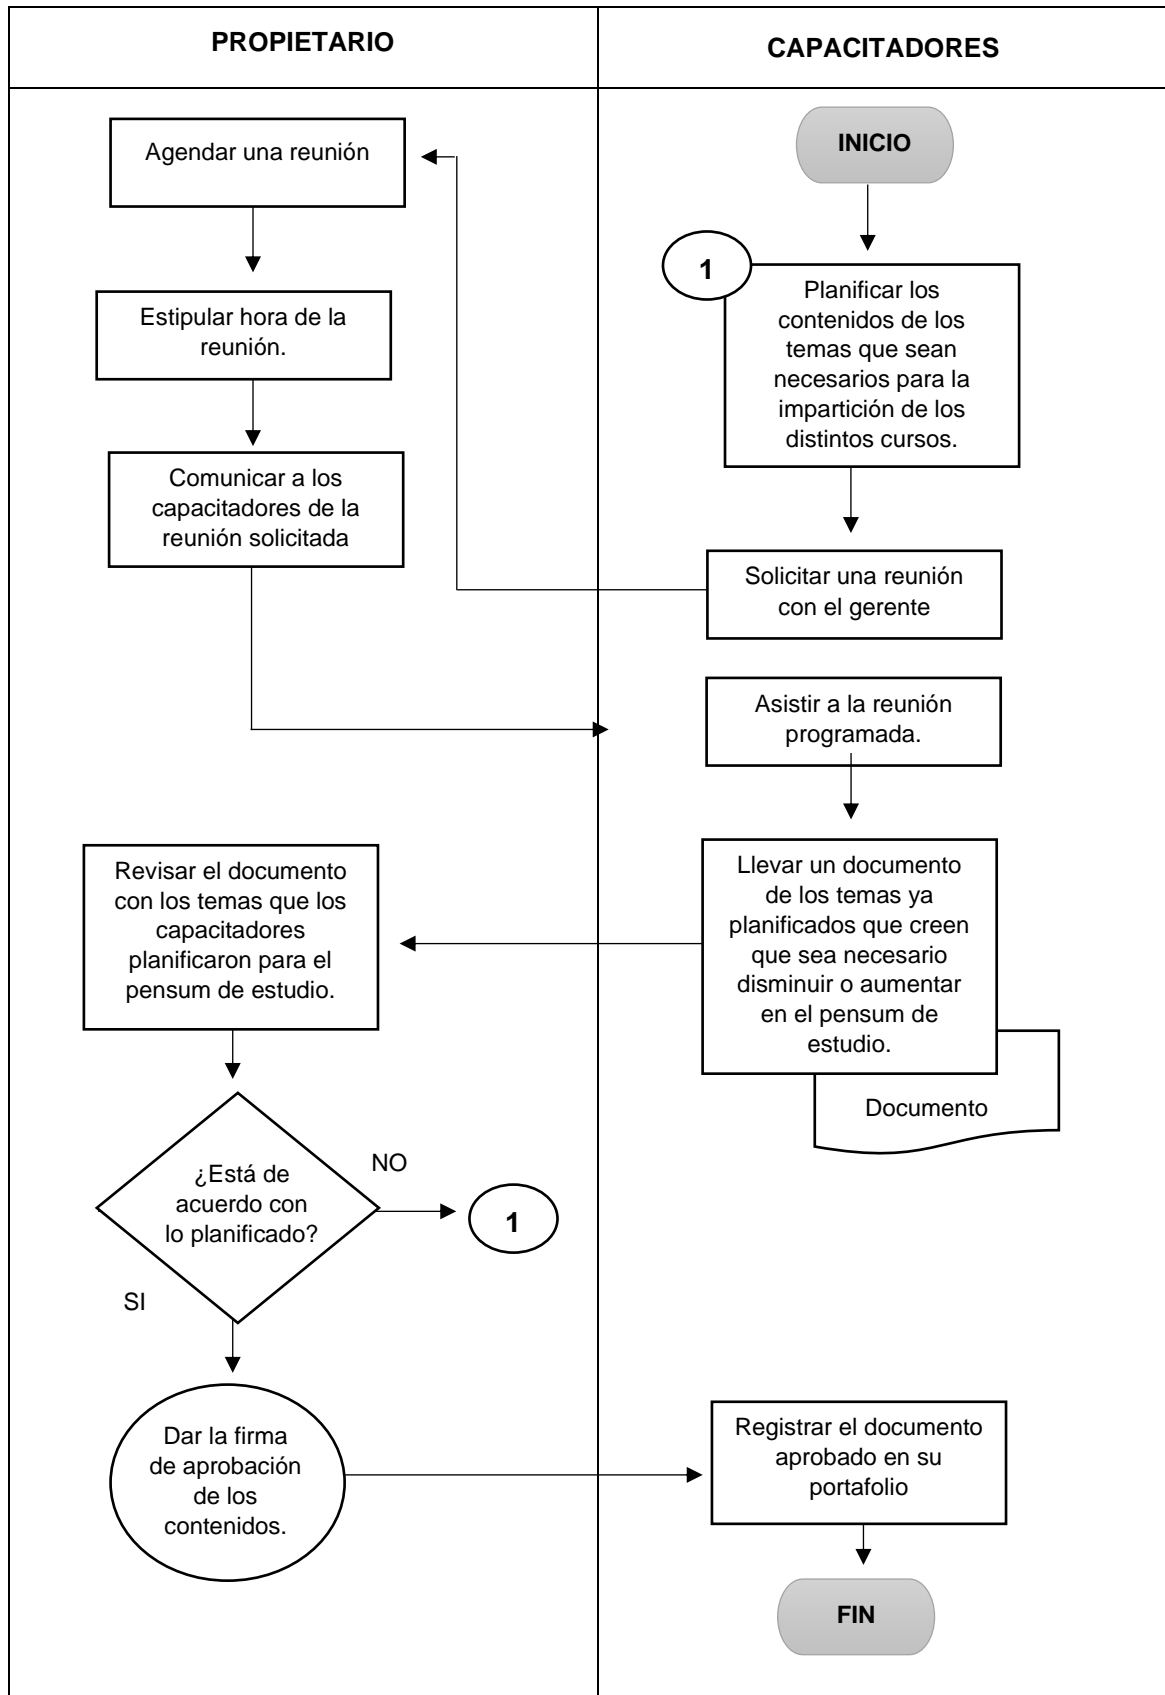 PROPIETARIO
CAPACITADORES
Agendar una reunión
Estipular hora de la
reunión.
Comunicar a los
capacitadores de la
reunión solicitada
Revisar el documento
con los temas que los
capacitadores
planificaron para el
pensum de estudio.
¿Está de
acuerdo con
lo planificado?
NO
1
SI
Dar la firma
de aprobación
de los
contenidos.
INICIO
1
Planificar los
contenidos de los
temas que sean
necesarios para la
impartición de los
distintos cursos.
Solicitar una reunión
con el gerente
Asistir a la reunión
programada.
Llevar un documento
de los temas ya
planificados que creen
que sea necesario
disminuir o aumentar
en el pensum de
estudio.
Documento
Registrar el documento
aprobado en su
portafolio
FIN